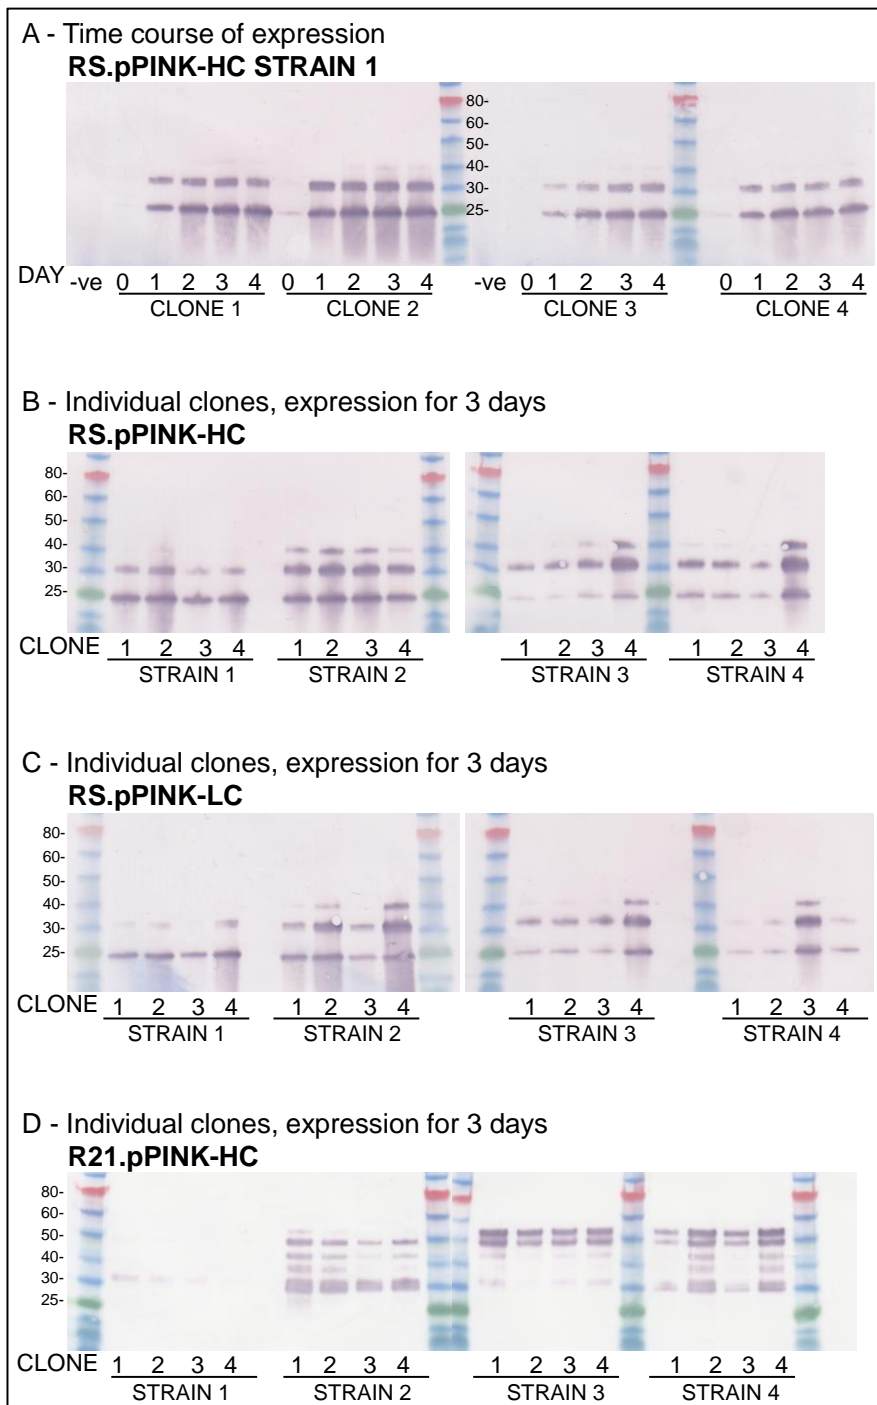 A - Time course of expression
RS.pPINK-HC STRAIN 1
80-
60-
50-
40-
30-
25-
DAY -ve 0 1 2 3 4 0 1 2 3 4 -ve 0 1 2 3 4 0 1 2 3 4
CLONE 1 CLONE 2 CLONE 3 CLONE 4
B - Individual clones, expression for 3 days
RS.pPINK-HC
80-
60-
50-
40-
30-
25-
CLONE 1 2 3 4 1 2 3 4 1 2 3 4 1 2 3 4
STRAIN 1 STRAIN 2 STRAIN 3 STRAIN 4
C - Individual clones, expression for 3 days
RS.pPINK-LC
80-
60-
50-
40-
30-
25-
CLONE 1 2 3 4 1 2 3 4 1 2 3 4 1 2 3 4
STRAIN 1 STRAIN 2 STRAIN 3 STRAIN 4
D - Individual clones, expression for 3 days
R21.pPINK-HC
80-
60-
50-
40-
30-
25-
CLONE 1 2 3 4 1 2 3 4 1 2 3 4 1 2 3 4
STRAIN 1 STRAIN 2 STRAIN 3 STRAIN 4